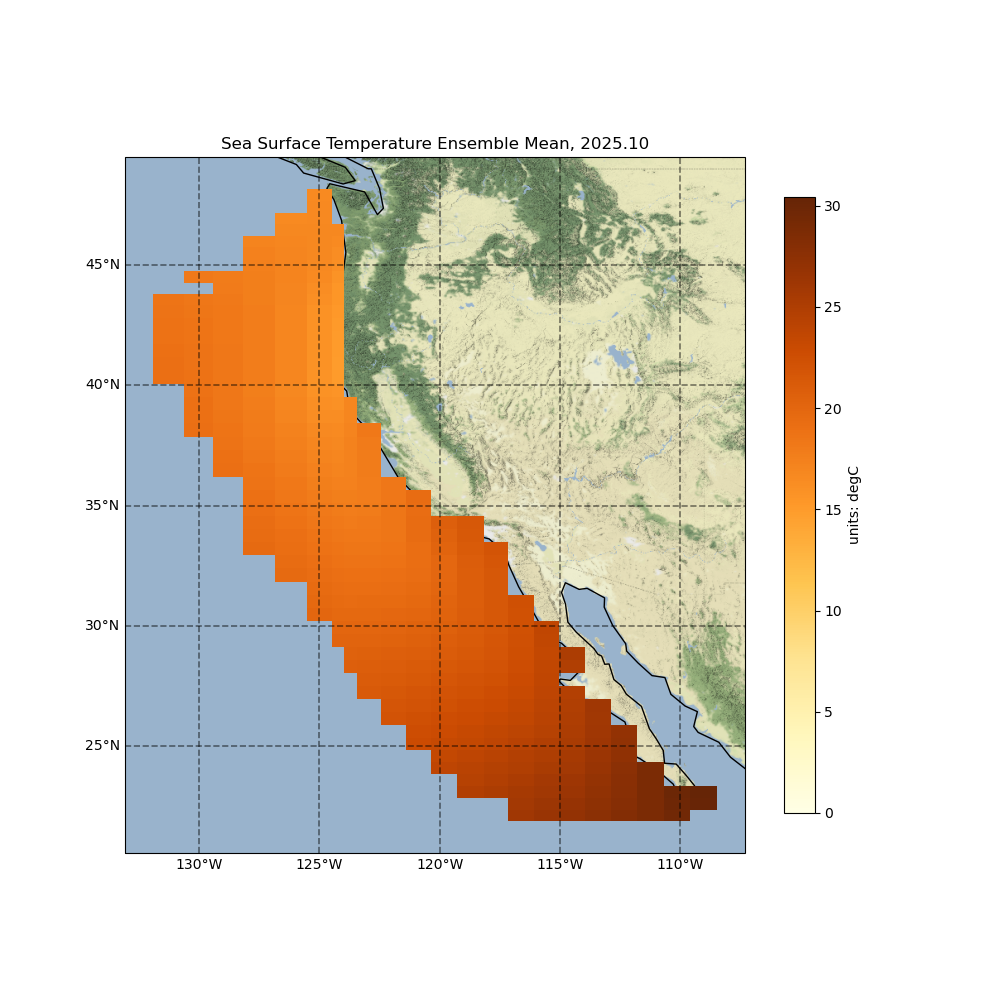 Sea Surface Temperature Ensemble Mean, 2025.10
45°N
40°N
35°N
30°N
25°N
130°W 125°W 120°W 115°W 110°W
30
25
20
15
10
5
0
units: degC